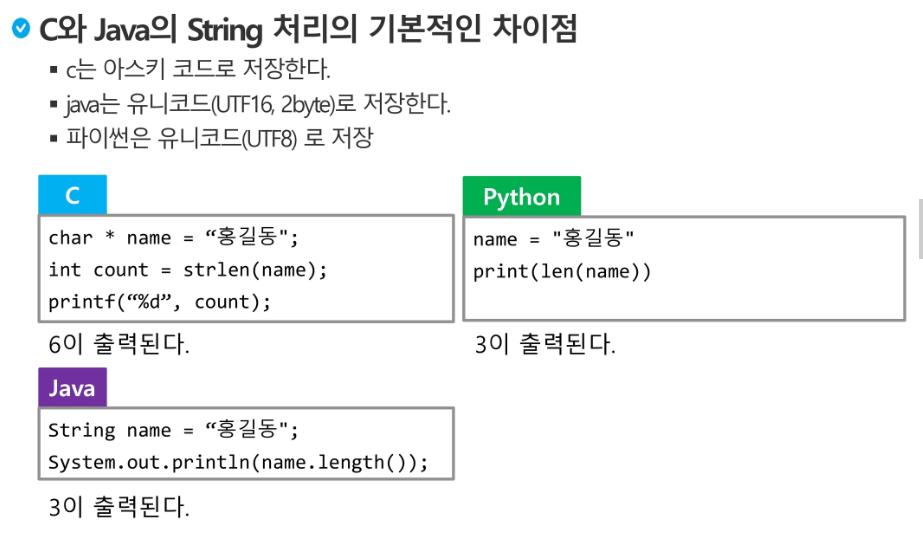 C와 Java의 String 처리의 기본적인 차이점
▪ c는 아스키 코드로 저장한다.
▪ java는 유니코드(UTF16, 2byte)로 저장한다.
▪ 파이썬은 유니코드(UTF8) 로 저장
C
char * name = “홍길동";
int count = strlen(name);
printf(“%d”, count);
6이 출력된다.
Python
name = "홍길동"
print(len(name))
3이 출력된다.
Java
String name = “홍길동";
System.out.println(name.length());
3이 출력된다.